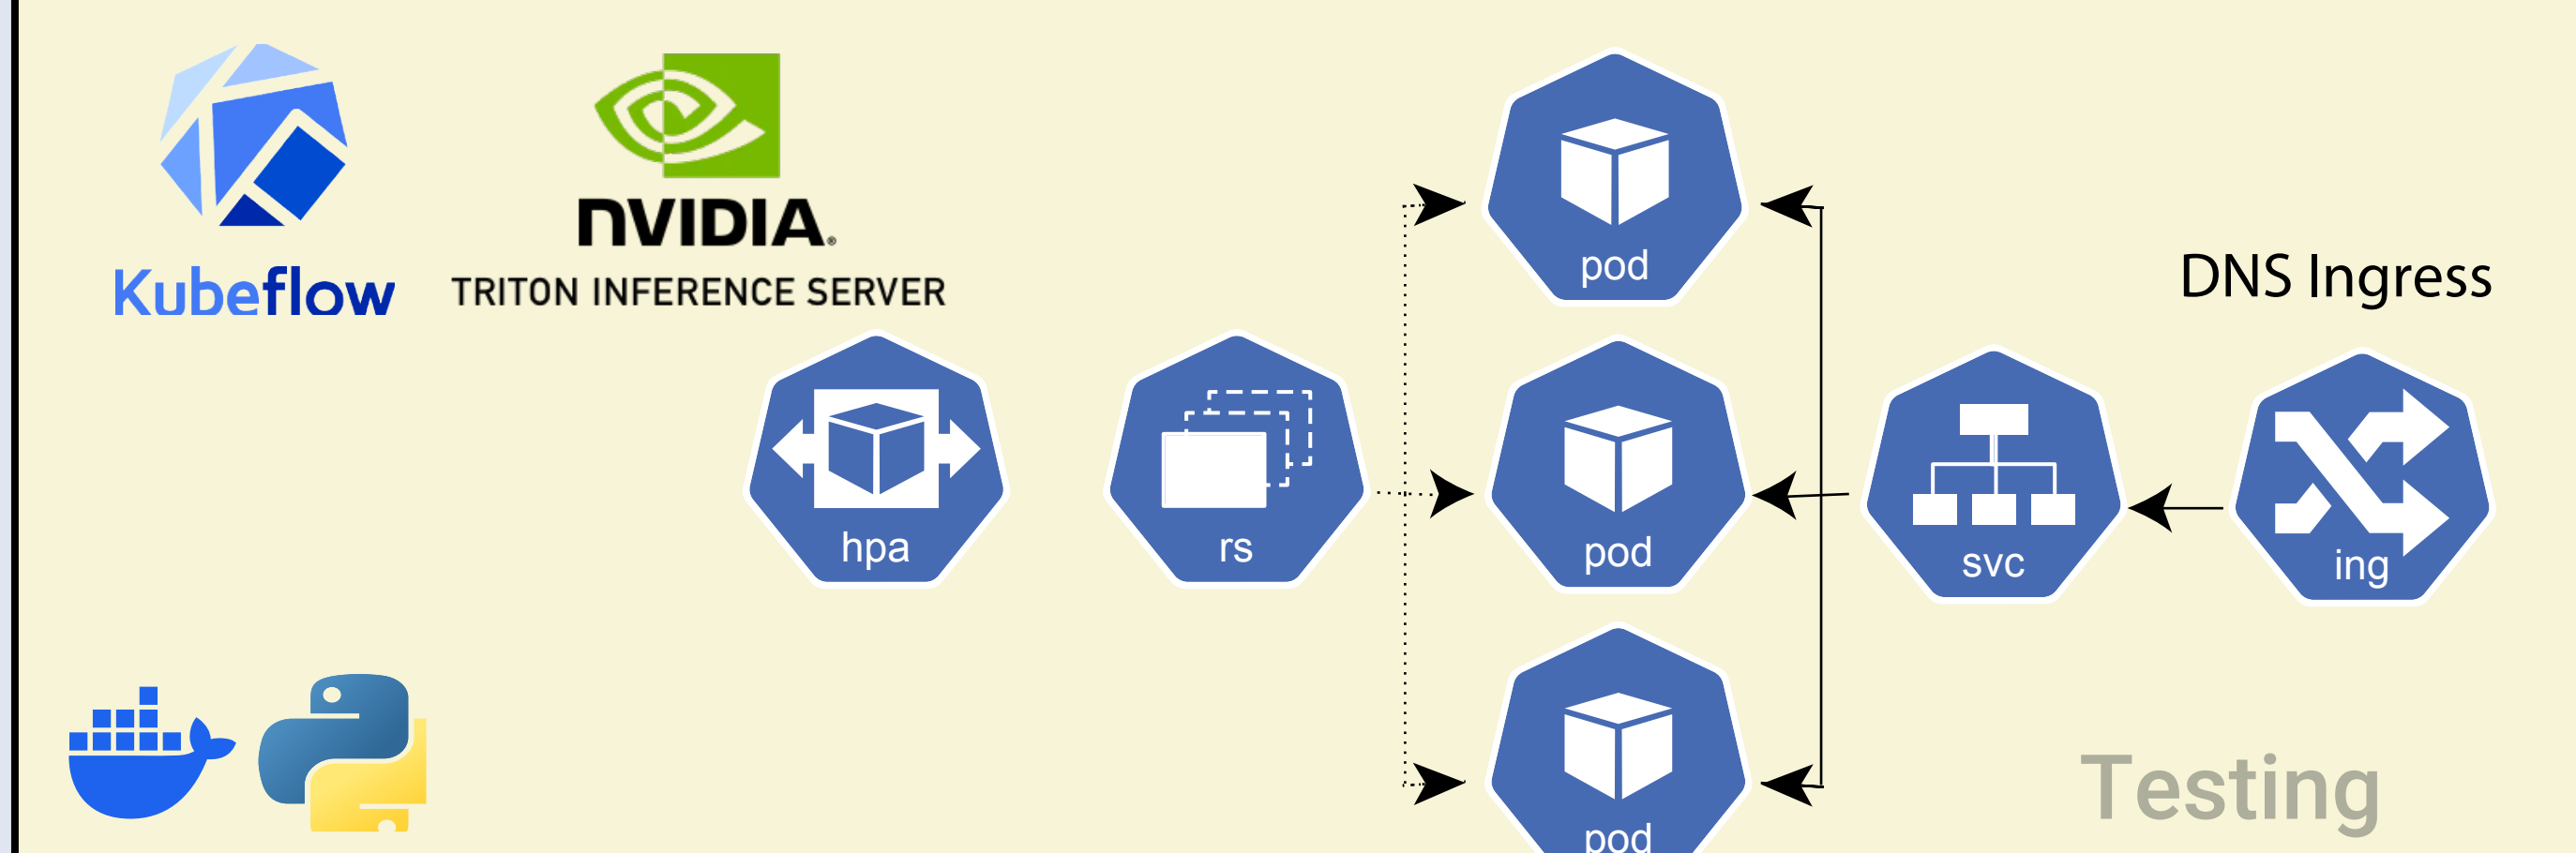 Kubeflow
NVIDIA
TRITON INFERENCE SERVER
pod
DNS Ingress
hpa
rs
pod
svc
ing
pod
Testing